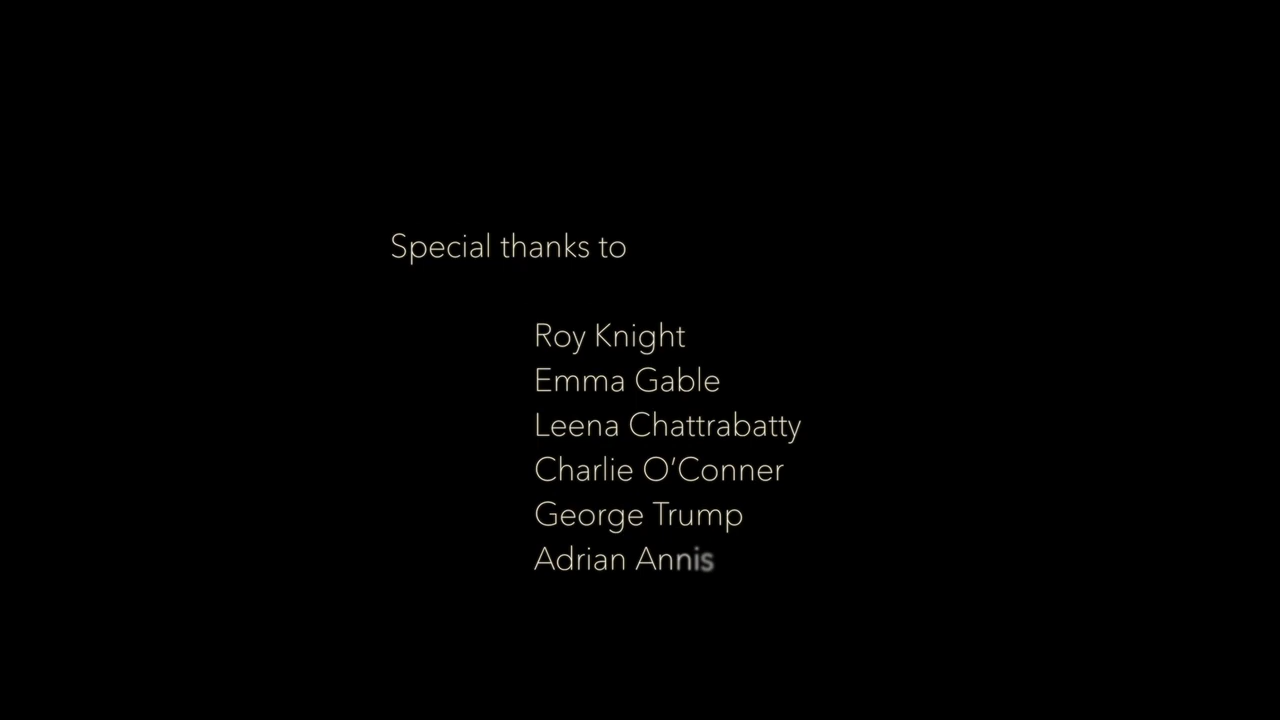 Special thanks to
Roy Knight
Emma Gable
Leena Chattrabatty
Charlie O'Conner
George Trump
Adrian Annis